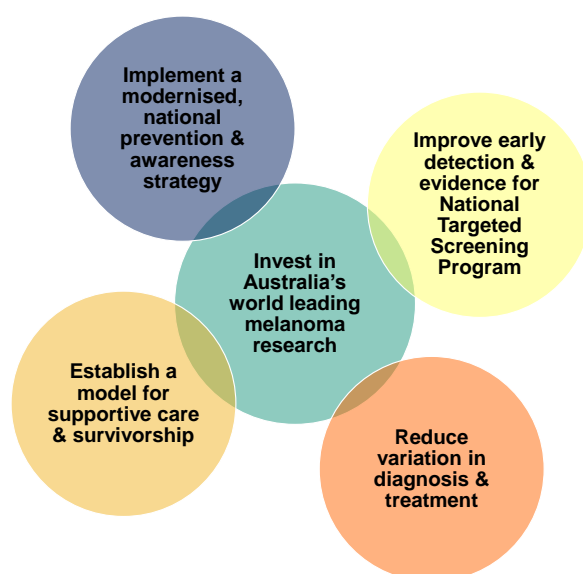 Implement a
modernised,
national
prevention &
awareness
strategy
Improve early
detection &
evidence for
National
Targeted
Screening
Program
Invest in
Australia's
world leading
melanoma
research
Establish a
model for
supportive care
& survivorship
Reduce
variation in
diagnosis &
treatment